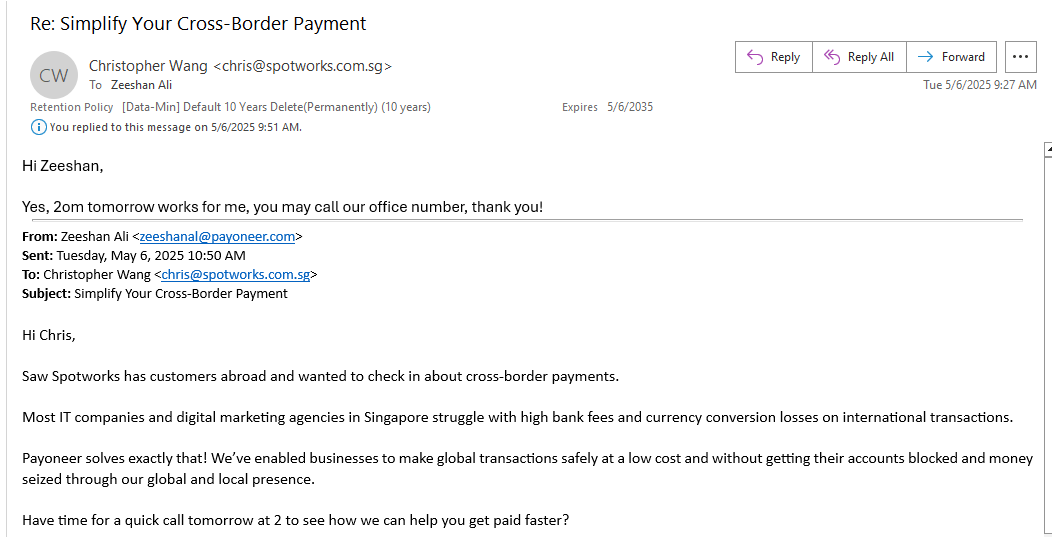 Re: Simplify Your Cross-Border Payment
CW
Christopher Wang <chris@spotworks.com.sg>
To Zeeshan Ali
Reply
Reply All
Forward
Tue 5/6/2025 9:27 AM
Retention Policy [Data-Min] Default 10 Years Delete(Permanently) (10 years)
Expires 5/6/2035
You replied to this message on 5/6/2025 9:51 AM.
Hi Zeeshan,
Yes, 2om tomorrow works for me, you may call our office number, thank you!
From: Zeeshan Ali <zeeshanal@payoneer.com>
Sent: Tuesday, May 6, 2025 10:50 AM
To: Christopher Wang <chris@spotworks.com.sg>
Subject: Simplify Your Cross-Border Payment
Hi Chris,
Saw Spotworks has customers abroad and wanted to check in about cross-border payments.
Most IT companies and digital marketing agencies in Singapore struggle with high bank fees and currency conversion losses on international transactions.
Payoneer solves exactly that! We’ve enabled businesses to make global transactions safely at a low cost and without getting their accounts blocked and money
seized through our global and local presence.
Have time for a quick call tomorrow at 2 to see how we can help you get paid faster?